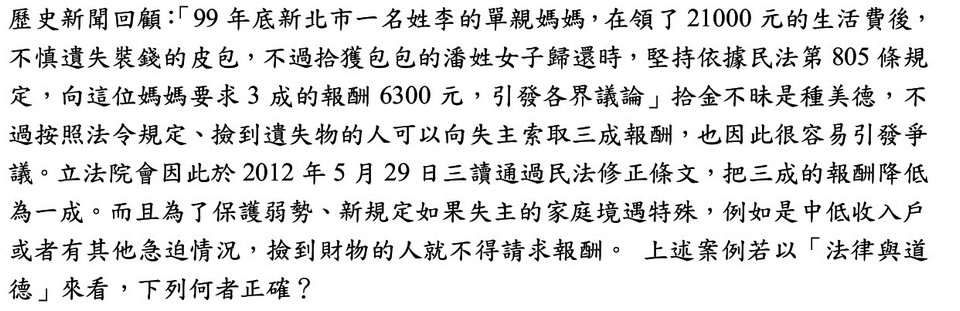 歷史新聞回顧:「99 年底新北市一名姓李的單親媽媽，在領了 21000 元的生活費後，
不慎遺失裝錢的皮包，不過拾獲包包的潘姓女子歸還時，堅持依據民法第 805 條規
定，向這位媽媽要求 3 成的報酬 6300 元，引發各界議論」拾金不昧是種美德，不
過按照法令規定、撿到遺失物的人可以向失主索取三成報酬，也因此很容易引發爭
議。立法院會因此於 2012 年 5 月 29 日三讀通過民法修正條文，把三成的報酬降低
為一成。而且為了保護弱勢、新規定如果失主的家庭境遇特殊，例如是中低收入戶
或者有其他急迫情況，撿到財物的人就不得請求報酬。 上述案例若以「法律與道
德」來看，下列何者正確？